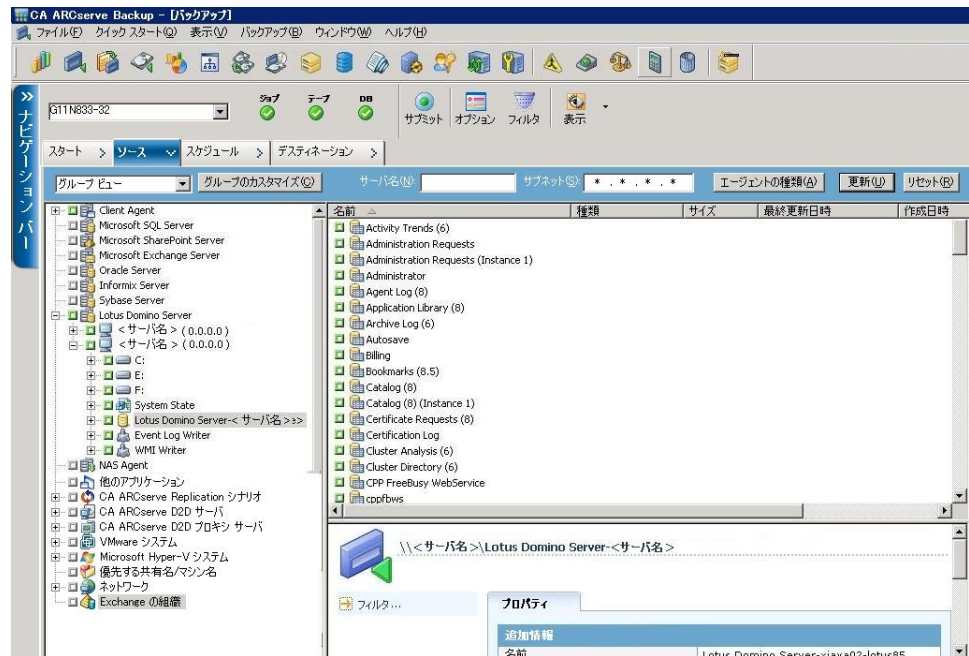 CA ARCserve Backup - [バックアップ]
ファイル(F) クイック スタート(Q) 表示(V) バックアップ(B) ウィンドウ(W) ヘルプ(H)
ナビゲーション バー
G11N833-32
ジョブ テープ DB
サブミット オプション フィルタ 表示
スタート ソース スケジュール デスティネーション
グループ ビュー グループのカスタマイズ(C) サーバ名(N): サブネット(S): * . * . * . * エージェントの種類(A) 更新(U) リセット(R)
Client Agent
Microsoft SQL Server
Microsoft SharePoint Server
Microsoft Exchange Server
Oracle Server
Informix Server
Sybase Server
Lotus Domino Server
<サーバ名> (0.0.0.0)
<サーバ名> (0.0.0.0)
C:
E:
F:
System State
Lotus Domino Server-<サーバ名>
Event Log Writer
WMI Writer
NAS Agent
他のアプリケーション
CA ARCserve Replication シナリオ
CA ARCserve D2D サーバ
CA ARCserve D2D プロキシ サーバ
VMware システム
Microsoft Hyper-V システム
優先する共有名/マシン名
ネットワーク
Exchange の組織
名前 種類 サイズ 最終更新日時 作成日時
Activity Trends (6)
Administration Requests
Administration Requests (Instance 1)
Administrator
Agent Log (8)
Application Library (8)
Archive Log (6)
Autosave
Billing
Bookmarks (8.5)
Catalog (8)
Catalog (8) (Instance 1)
Certificate Requests (8)
Certification Log
Cluster Analysis (6)
Cluster Directory (6)
CPP FreeBusy WebService
cppfbws
\\<サーバ名>\Lotus Domino Server-<サーバ名>
フィルタ...
プロパティ
追加情報
名前 Lotus Domino Server-xiaya02-lotus85